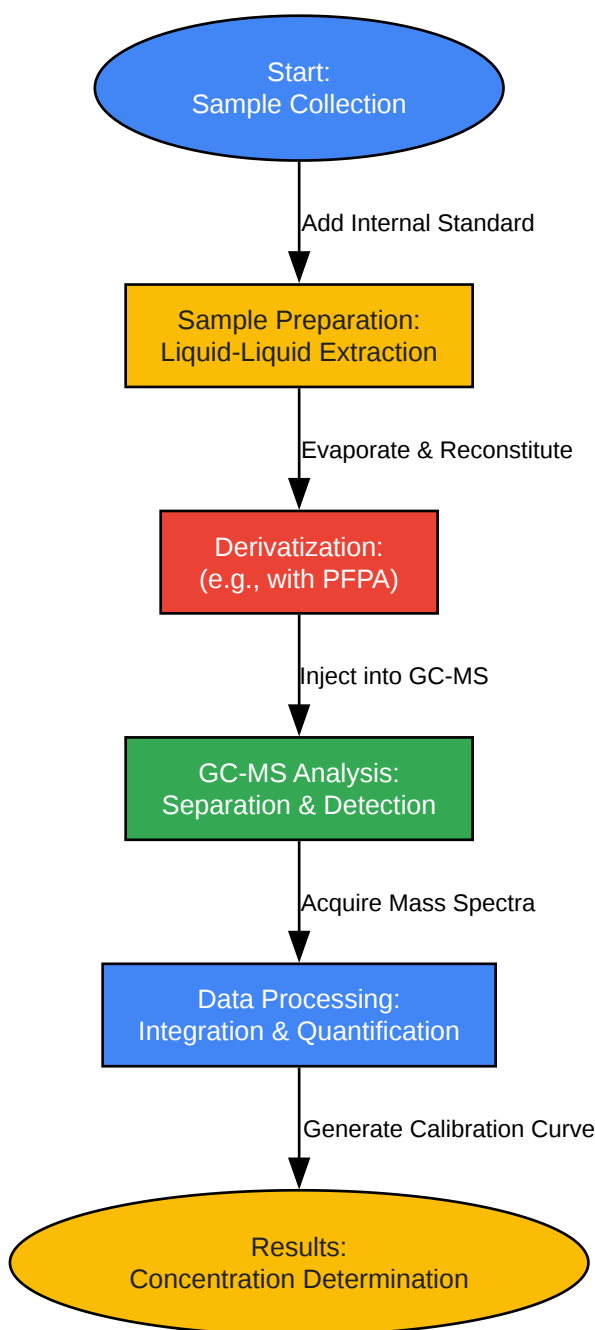 Start:
Sample Collection
Add Internal Standard
Sample Preparation:
Liquid-Liquid Extraction
Evaporate & Reconstitute
Derivatization:
(e.g., with PFPA)
Inject into GC-MS
GC-MS Analysis:
Separation & Detection
Acquire Mass Spectra
Data Processing:
Integration & Quantification
Generate Calibration Curve
Results:
Concentration Determination